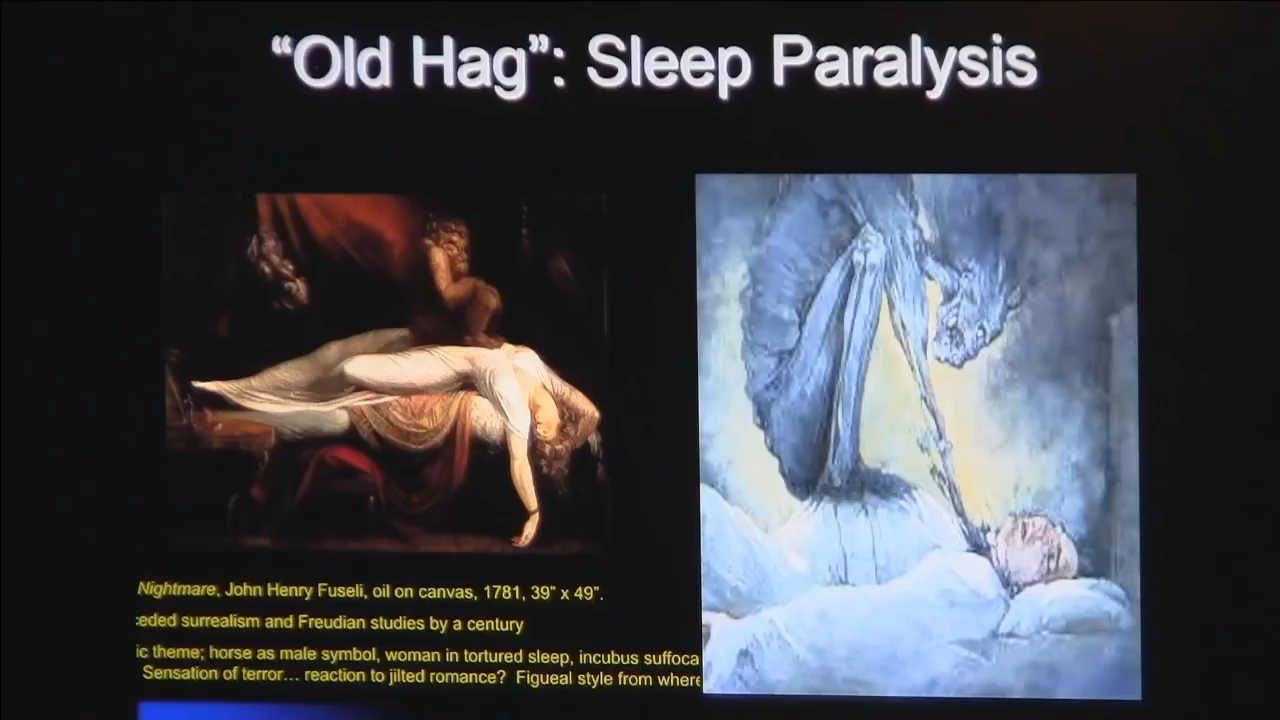 “Old Hag”: Sleep Paralysis
Nightmare, John Henry Fuseli, oil on canvas, 1781, 39” x 49”.
eded surrealism and Freudian studies by a century
ic theme; horse as male symbol, woman in tortured sleep, incubus suffoca
Sensation of terror... reaction to jilted romance?  Figueal style from where